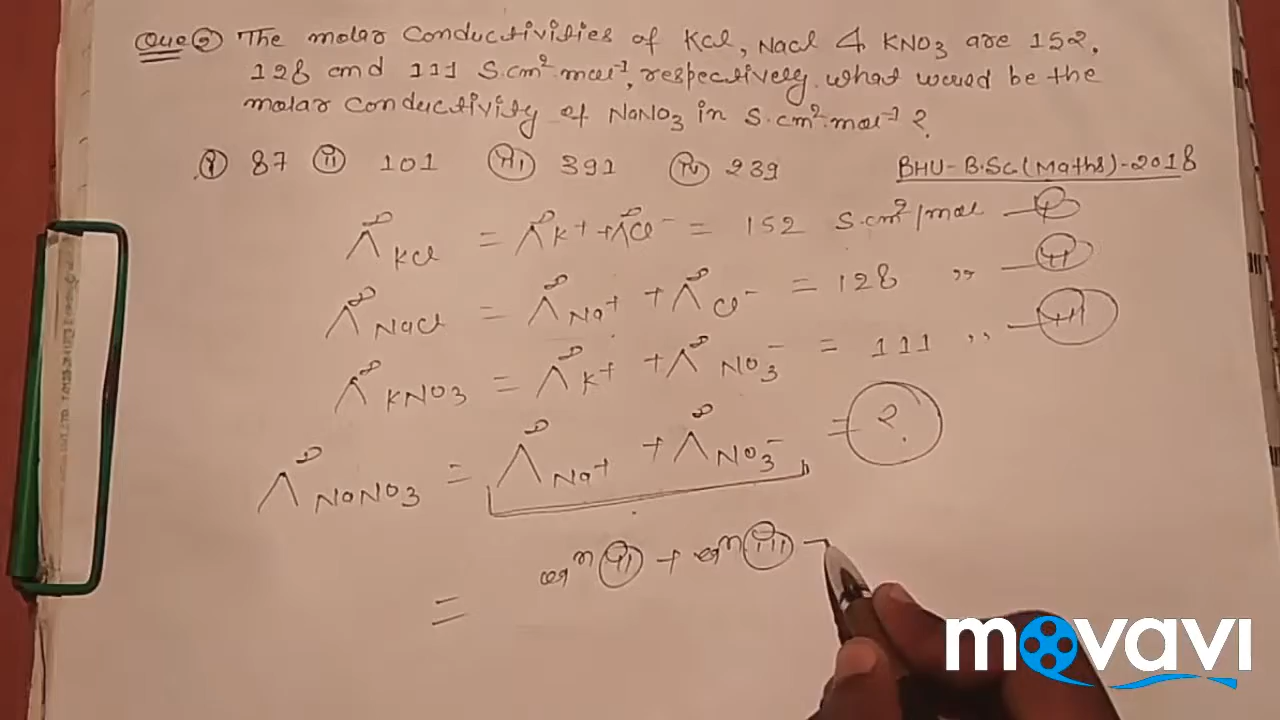 Que ② The molar conductivities of KCl, NaCl & KNO3 are 152,
128 and 111 S.cm².mol⁻¹, respectively. what would be the
molar conductivity of NaNO3 in S.cm².mol⁻¹ ?
(i) 87 (ii) 101 (iii) 391 (iv) 239 BHU-B.Sc(Maths)-2018
Λ∞KCl = Λ∞K+ + Λ∞Cl- = 152 S.cm²/mol — (I)
Λ∞NaCl = Λ∞Na+ + Λ∞Cl- = 128 ,, — (II)
Λ∞KNO3 = Λ∞K+ + Λ∞NO3- = 111 ,, — (III)
Λ∞NaNO3 = Λ∞Na+ + Λ∞NO3- = ?
= eqn (II) + eqn (III) -
movavi